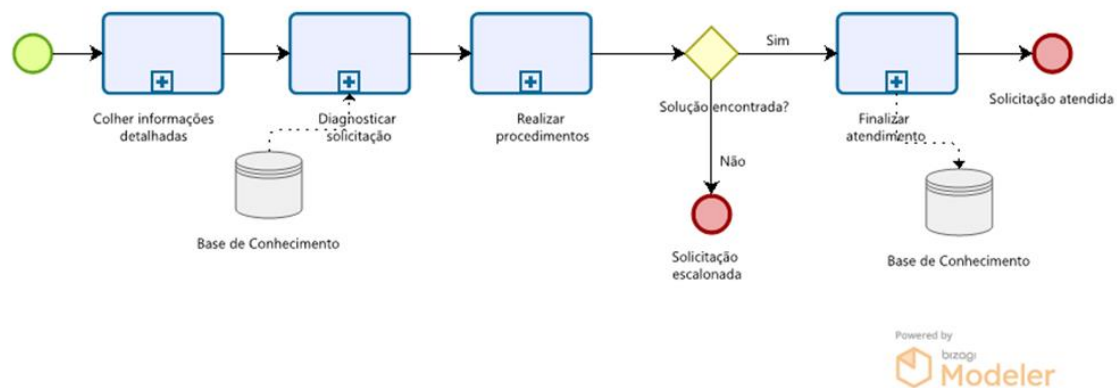 Sim
Colher informações
detalhadas
Diagnosticar
solicitação
Realizar
procedimentos
Solução encontrada?
Finalizar
atendimento
Solicitação atendida
Não
Base de Conhecimento
Solicitação
escalonada
Base de Conhecimento
Powered by
bizagi
Modeler